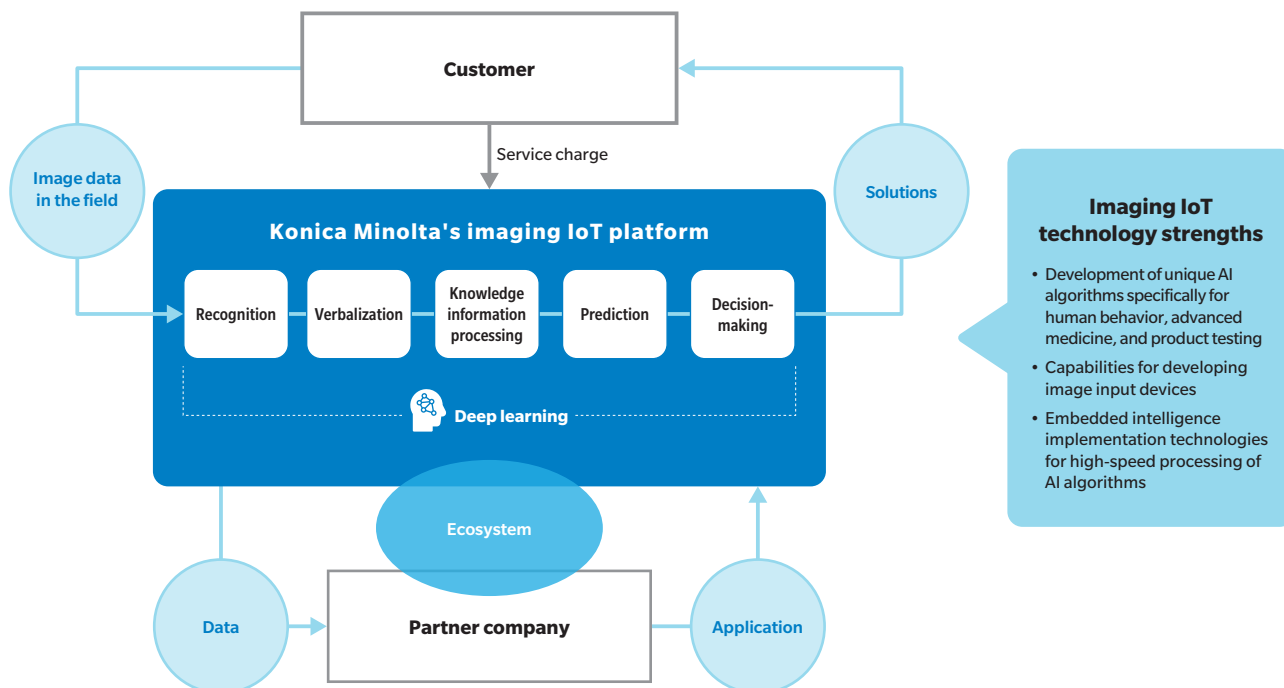 Customer
Service charge
Image data
in the field
Solutions
Konica Minolta's imaging IoT platform
Recognition
Verbalization
Knowledge
information
processing
Prediction
Decision-
making
Deep learning
Ecosystem
Data
Partner company
Application
Imaging IoT
technology strengths
• Development of unique AI
algorithms specifically for
human behavior, advanced
medicine, and product testing
• Capabilities for developing
image input devices
• Embedded intelligence
implementation technologies
for high-speed processing of
AI algorithms